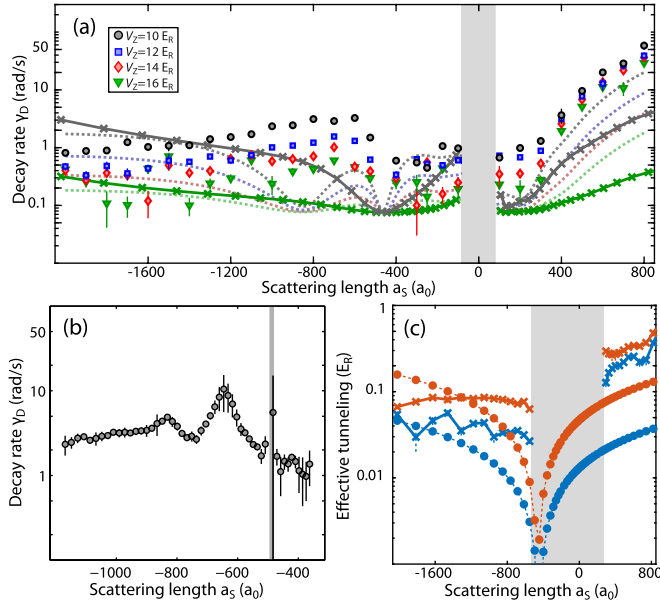 (a)
V_Z=10 E_R
V_Z=12 E_R
V_Z=14 E_R
V_Z=16 E_R
Decay rate γ_D (rad/s)
50
10
1
0.1
-1600 -1200 -800 -400 0 400 800
Scattering length a_S (a_0)
(b)
Decay rate γ_D (rad/s)
50
10
1
-1000 -800 -600 -400
Scattering length a_S (a_0)
(c)
Effective tunneling (E_R)
1
0.1
0.01
-1600 -800 0 800
Scattering length a_S (a_0)